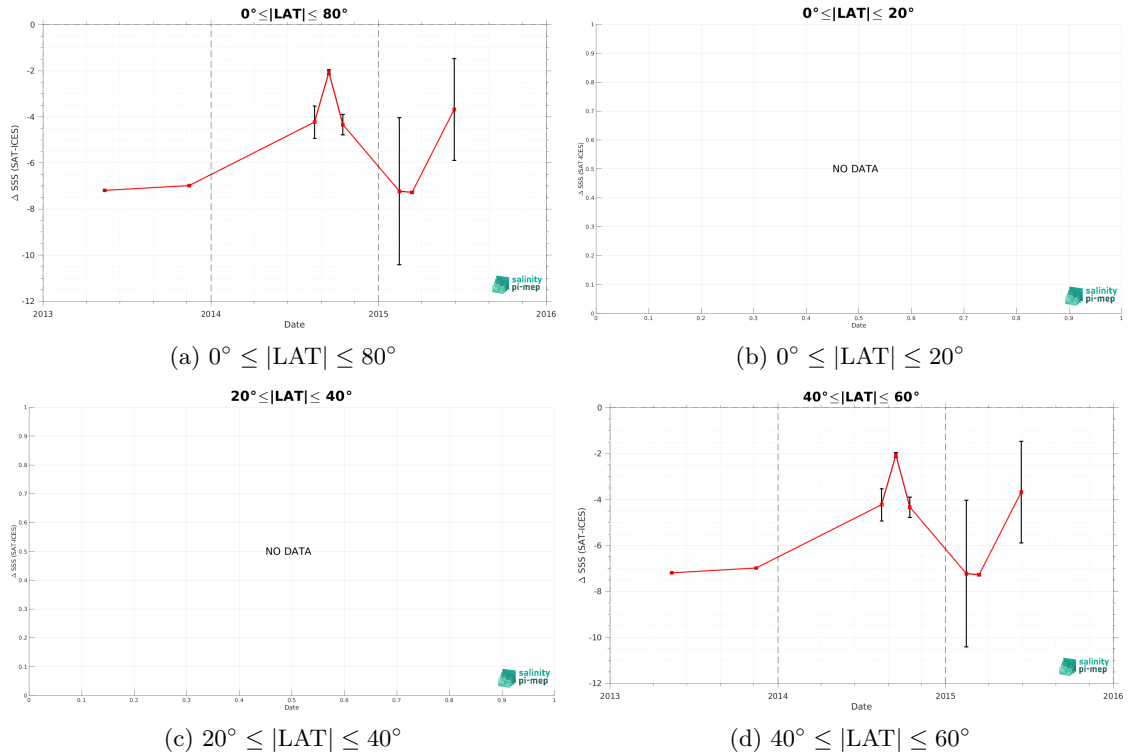 0°≤|LAT|≤ 80°
0
-2
-4
-6
-8
-10
-12
Δ SSS (SAT-ICES)
2013
2014
2015
2016
Date
salinity
pi-mep
(a) 0° ≤ |LAT| ≤ 80°
0°≤|LAT|≤ 20°
1
0.9
0.8
0.7
0.6
0.5
0.4
0.3
0.2
0.1
0
Δ SSS (SAT-ICES)
NO DATA
0
0.1
0.2
0.3
0.4
0.5
0.6
0.7
0.8
0.9
1
Date
salinity
pi-mep
(b) 0° ≤ |LAT| ≤ 20°
20°≤|LAT|≤ 40°
1
0.9
0.8
0.7
0.6
0.5
0.4
0.3
0.2
0.1
0
Δ SSS (SAT-ICES)
NO DATA
0
0.1
0.2
0.3
0.4
0.5
0.6
0.7
0.8
0.9
1
Date
salinity
pi-mep
(c) 20° ≤ |LAT| ≤ 40°
40°≤|LAT|≤ 60°
0
-2
-4
-6
-8
-10
-12
Δ SSS (SAT-ICES)
2013
2014
2015
2016
Date
salinity
pi-mep
(d) 40° ≤ |LAT| ≤ 60°